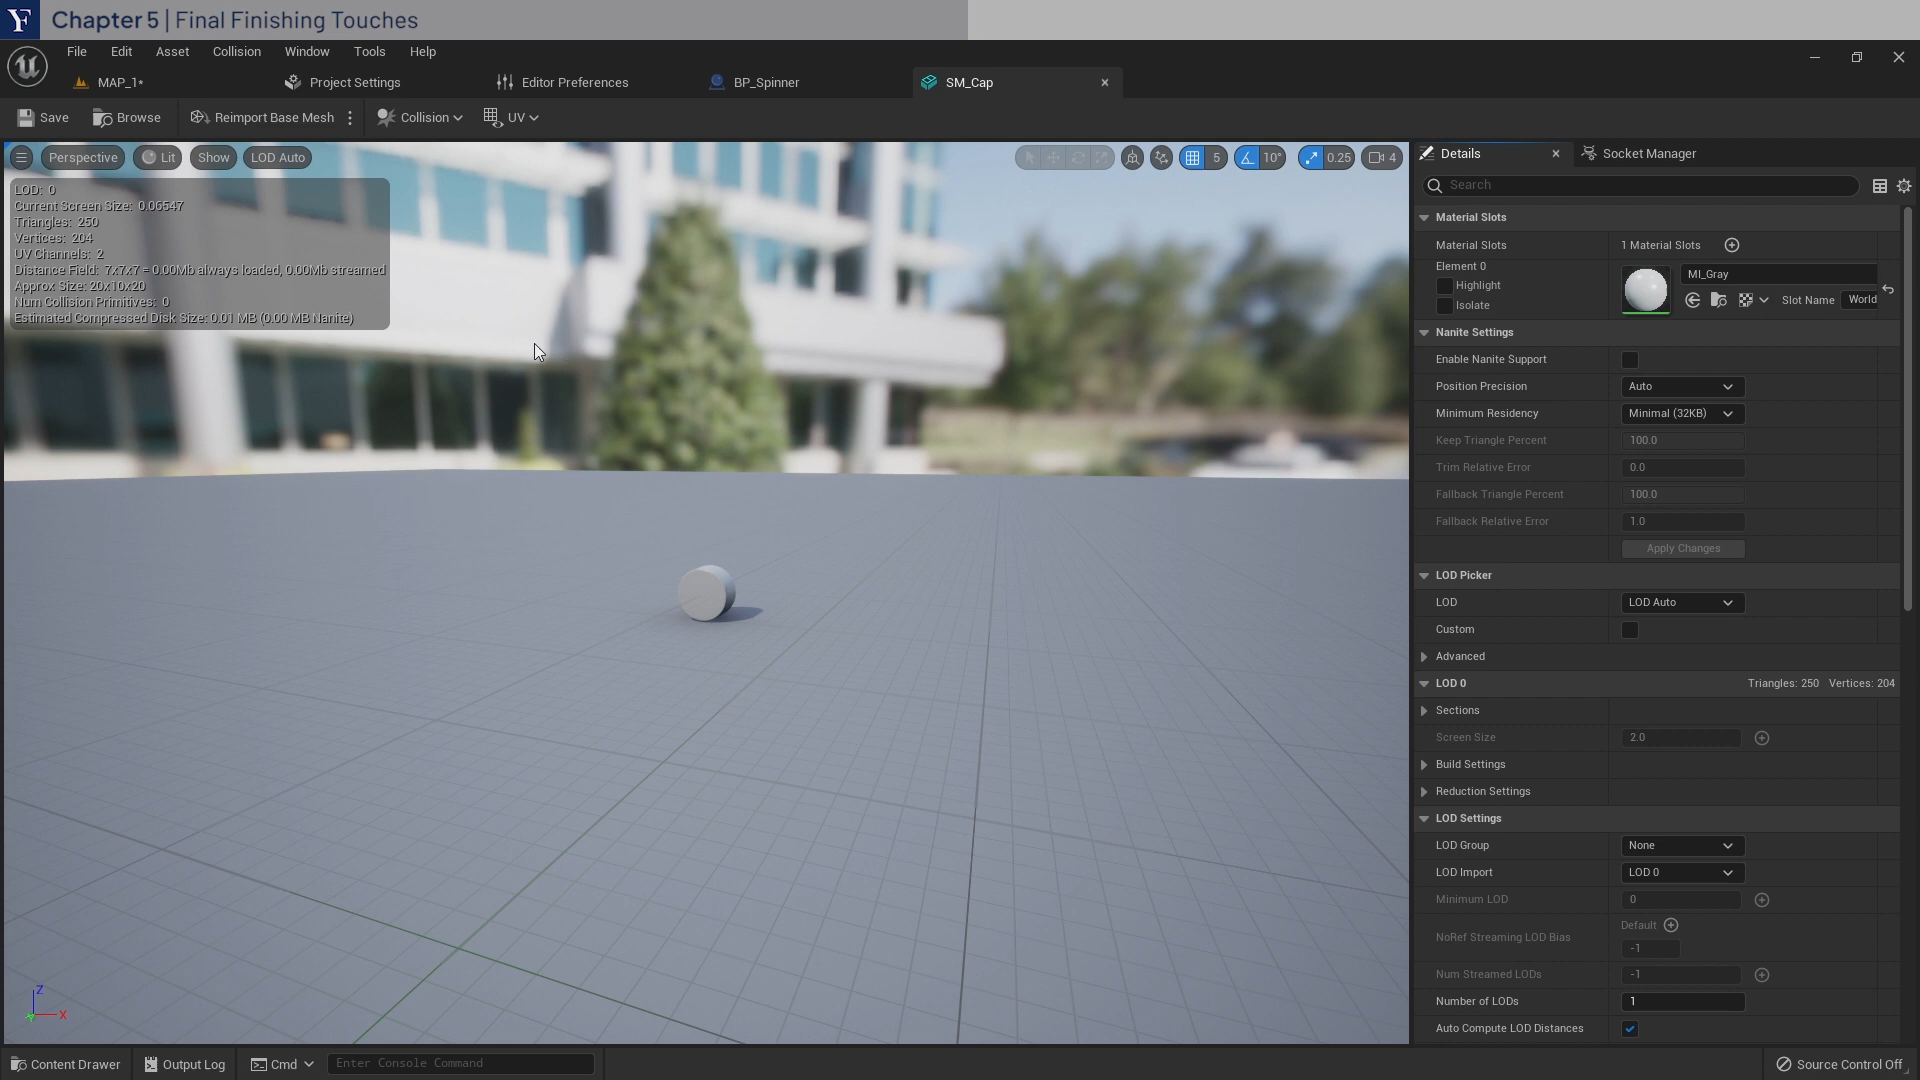 Chapter 5 | Final Finishing Touches
File Edit Asset Collision Window Tools Help
MAP_1* Project Settings Editor Preferences BP_Spinner SM_Cap
Save Browse Reimport Base Mesh Collision UV
Perspective Lit Show LOD Auto 5 10° 0.25 4
LOD: 0
Current Screen Size: 0.06547
Triangles: 250
Vertices: 204
UV Channels: 2
Distance Field: 7x7x7 = 0.00Mb always loaded, 0.00Mb streamed
Approx Size: 20x10x20
Num Collision Primitives: 0
Estimated Compressed Disk Size: 0.01 MB (0.00 MB Nanite)
Z
X
Details Socket Manager
Search
Material Slots
Material Slots 1 Material Slots
Element 0
Highlight
Isolate
MI_Gray
Slot Name World
Nanite Settings
Enable Nanite Support
Position Precision Auto
Minimum Residency Minimal (32KB)
Keep Triangle Percent 100.0
Trim Relative Error 0.0
Fallback Triangle Percent 100.0
Fallback Relative Error 1.0
Apply Changes
LOD Picker
LOD LOD Auto
Custom
Advanced
LOD 0 Triangles: 250 Vertices: 204
Sections
Screen Size 2.0
Build Settings
Reduction Settings
LOD Settings
LOD Group None
LOD Import LOD 0
Minimum LOD 0
NoRef Streaming LOD Bias Default
-1
Num Streamed LODs -1
Number of LODs 1
Auto Compute LOD Distances
Content Drawer Output Log Cmd Enter Console Command Source Control Off